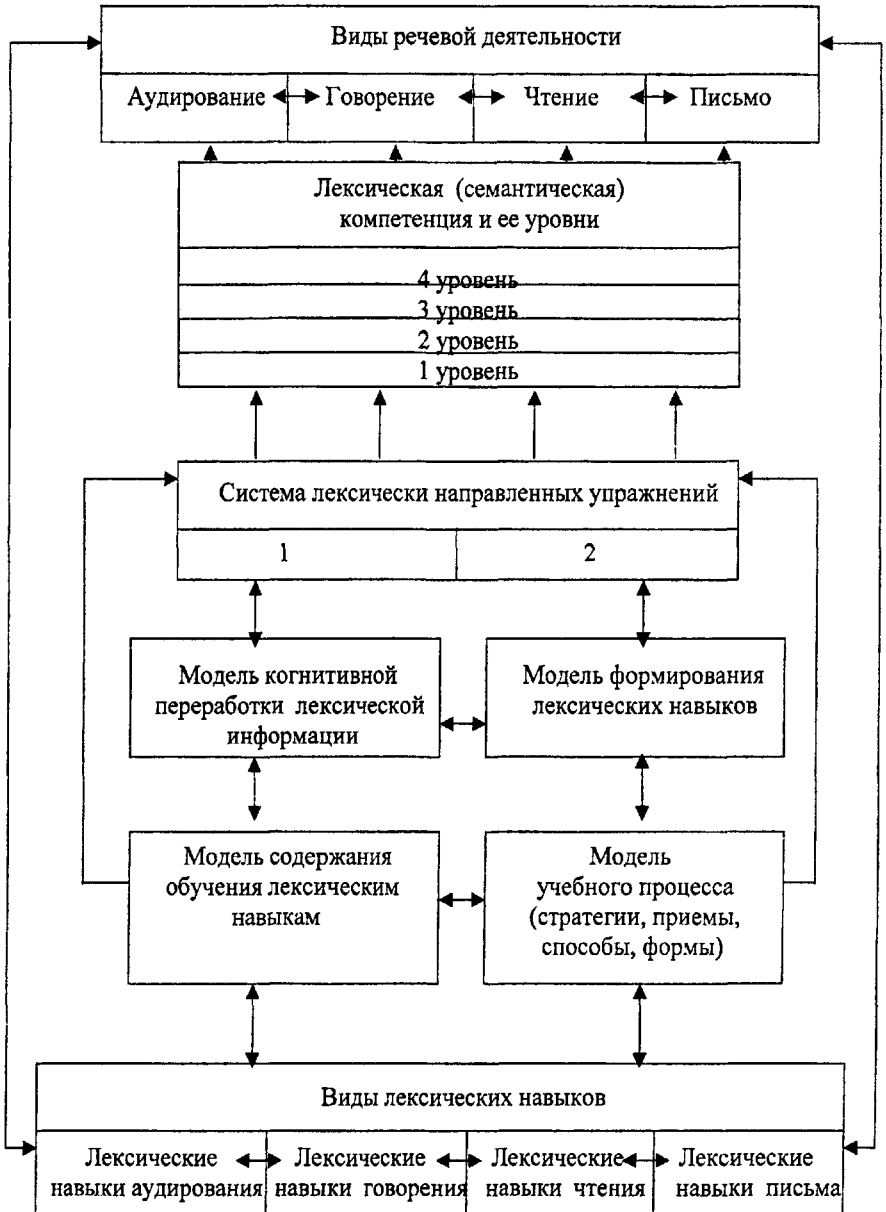 Виды речевой деятельности
Аудирование Говорение Чтение Письмо
Лексическая (семантическая)
компетенция и ее уровни
4 уровень
3 уровень
2 уровень
1 уровень
Система лексически направленных упражнений
1 2
Модель когнитивной
переработки лексической
информации
Модель формирования
лексических навыков
Модель содержания
обучения лексическим
навыкам
Модель
учебного процесса
(стратегии, приемы,
способы, формы)
Виды лексических навыков
Лексические
навыки аудирования
Лексические
навыки говорения
Лексические
навыки чтения
Лексические
навыки письма